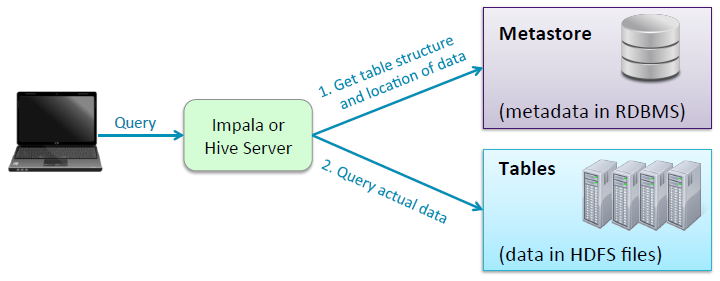 Query
Impala or
Hive Server
1. Get table structure
and location of data
2. Query actual data
Metastore
(metadata in RDBMS)
Tables
(data in HDFS files)